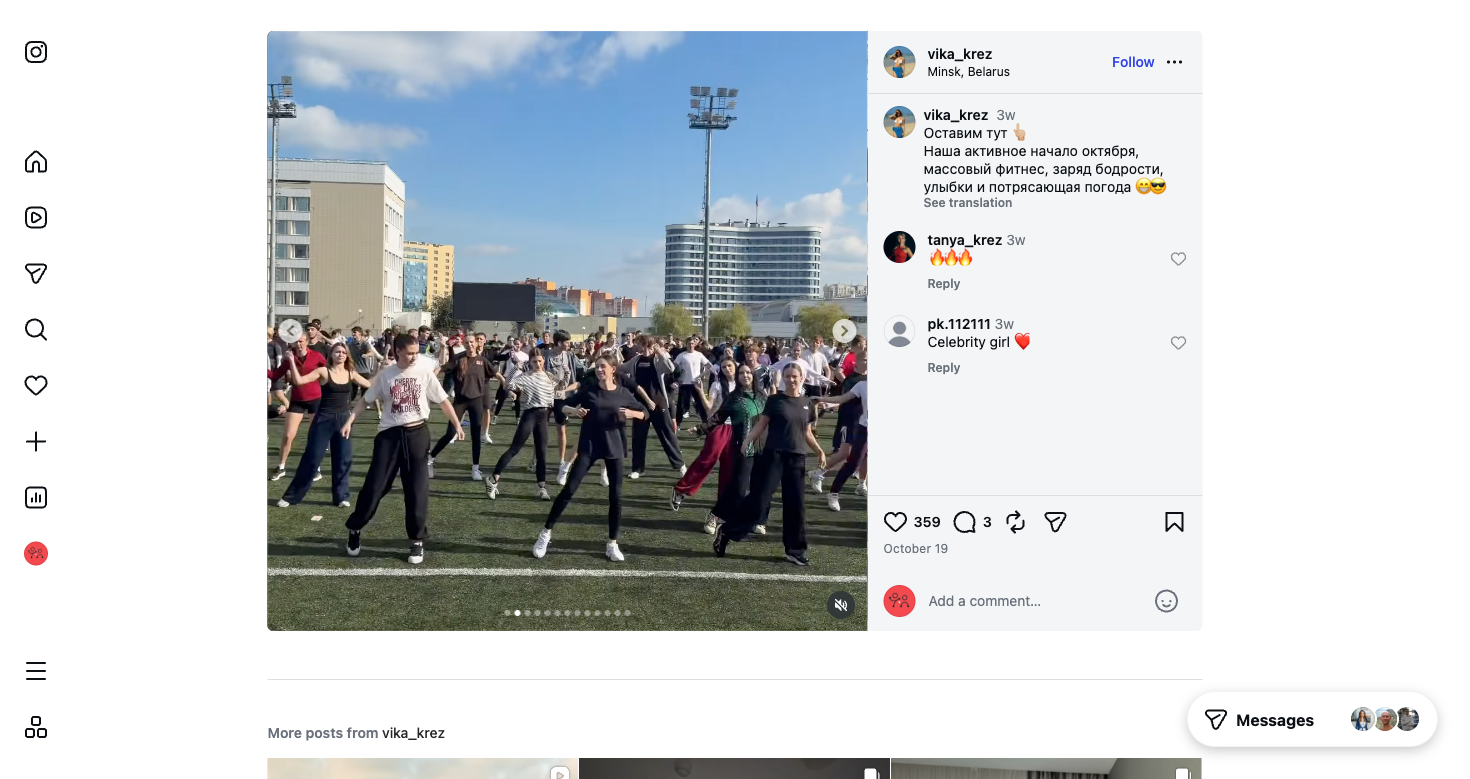 vika_krez
Minsk, Belarus
Follow
vika_krez 3w
Оставим тут 👆🏼
Наша активное начало октября,
массовый фитнес, заряд бодрости,
улыбки и потрясающая погода 😁😎
See translation
tanya_krez 3w
🔥🔥🔥
Reply
pk.112111 3w
Celebrity girl ❤️
Reply
CHERRY
359
3
October 19
Add a comment...
More posts from vika_krez
Messages